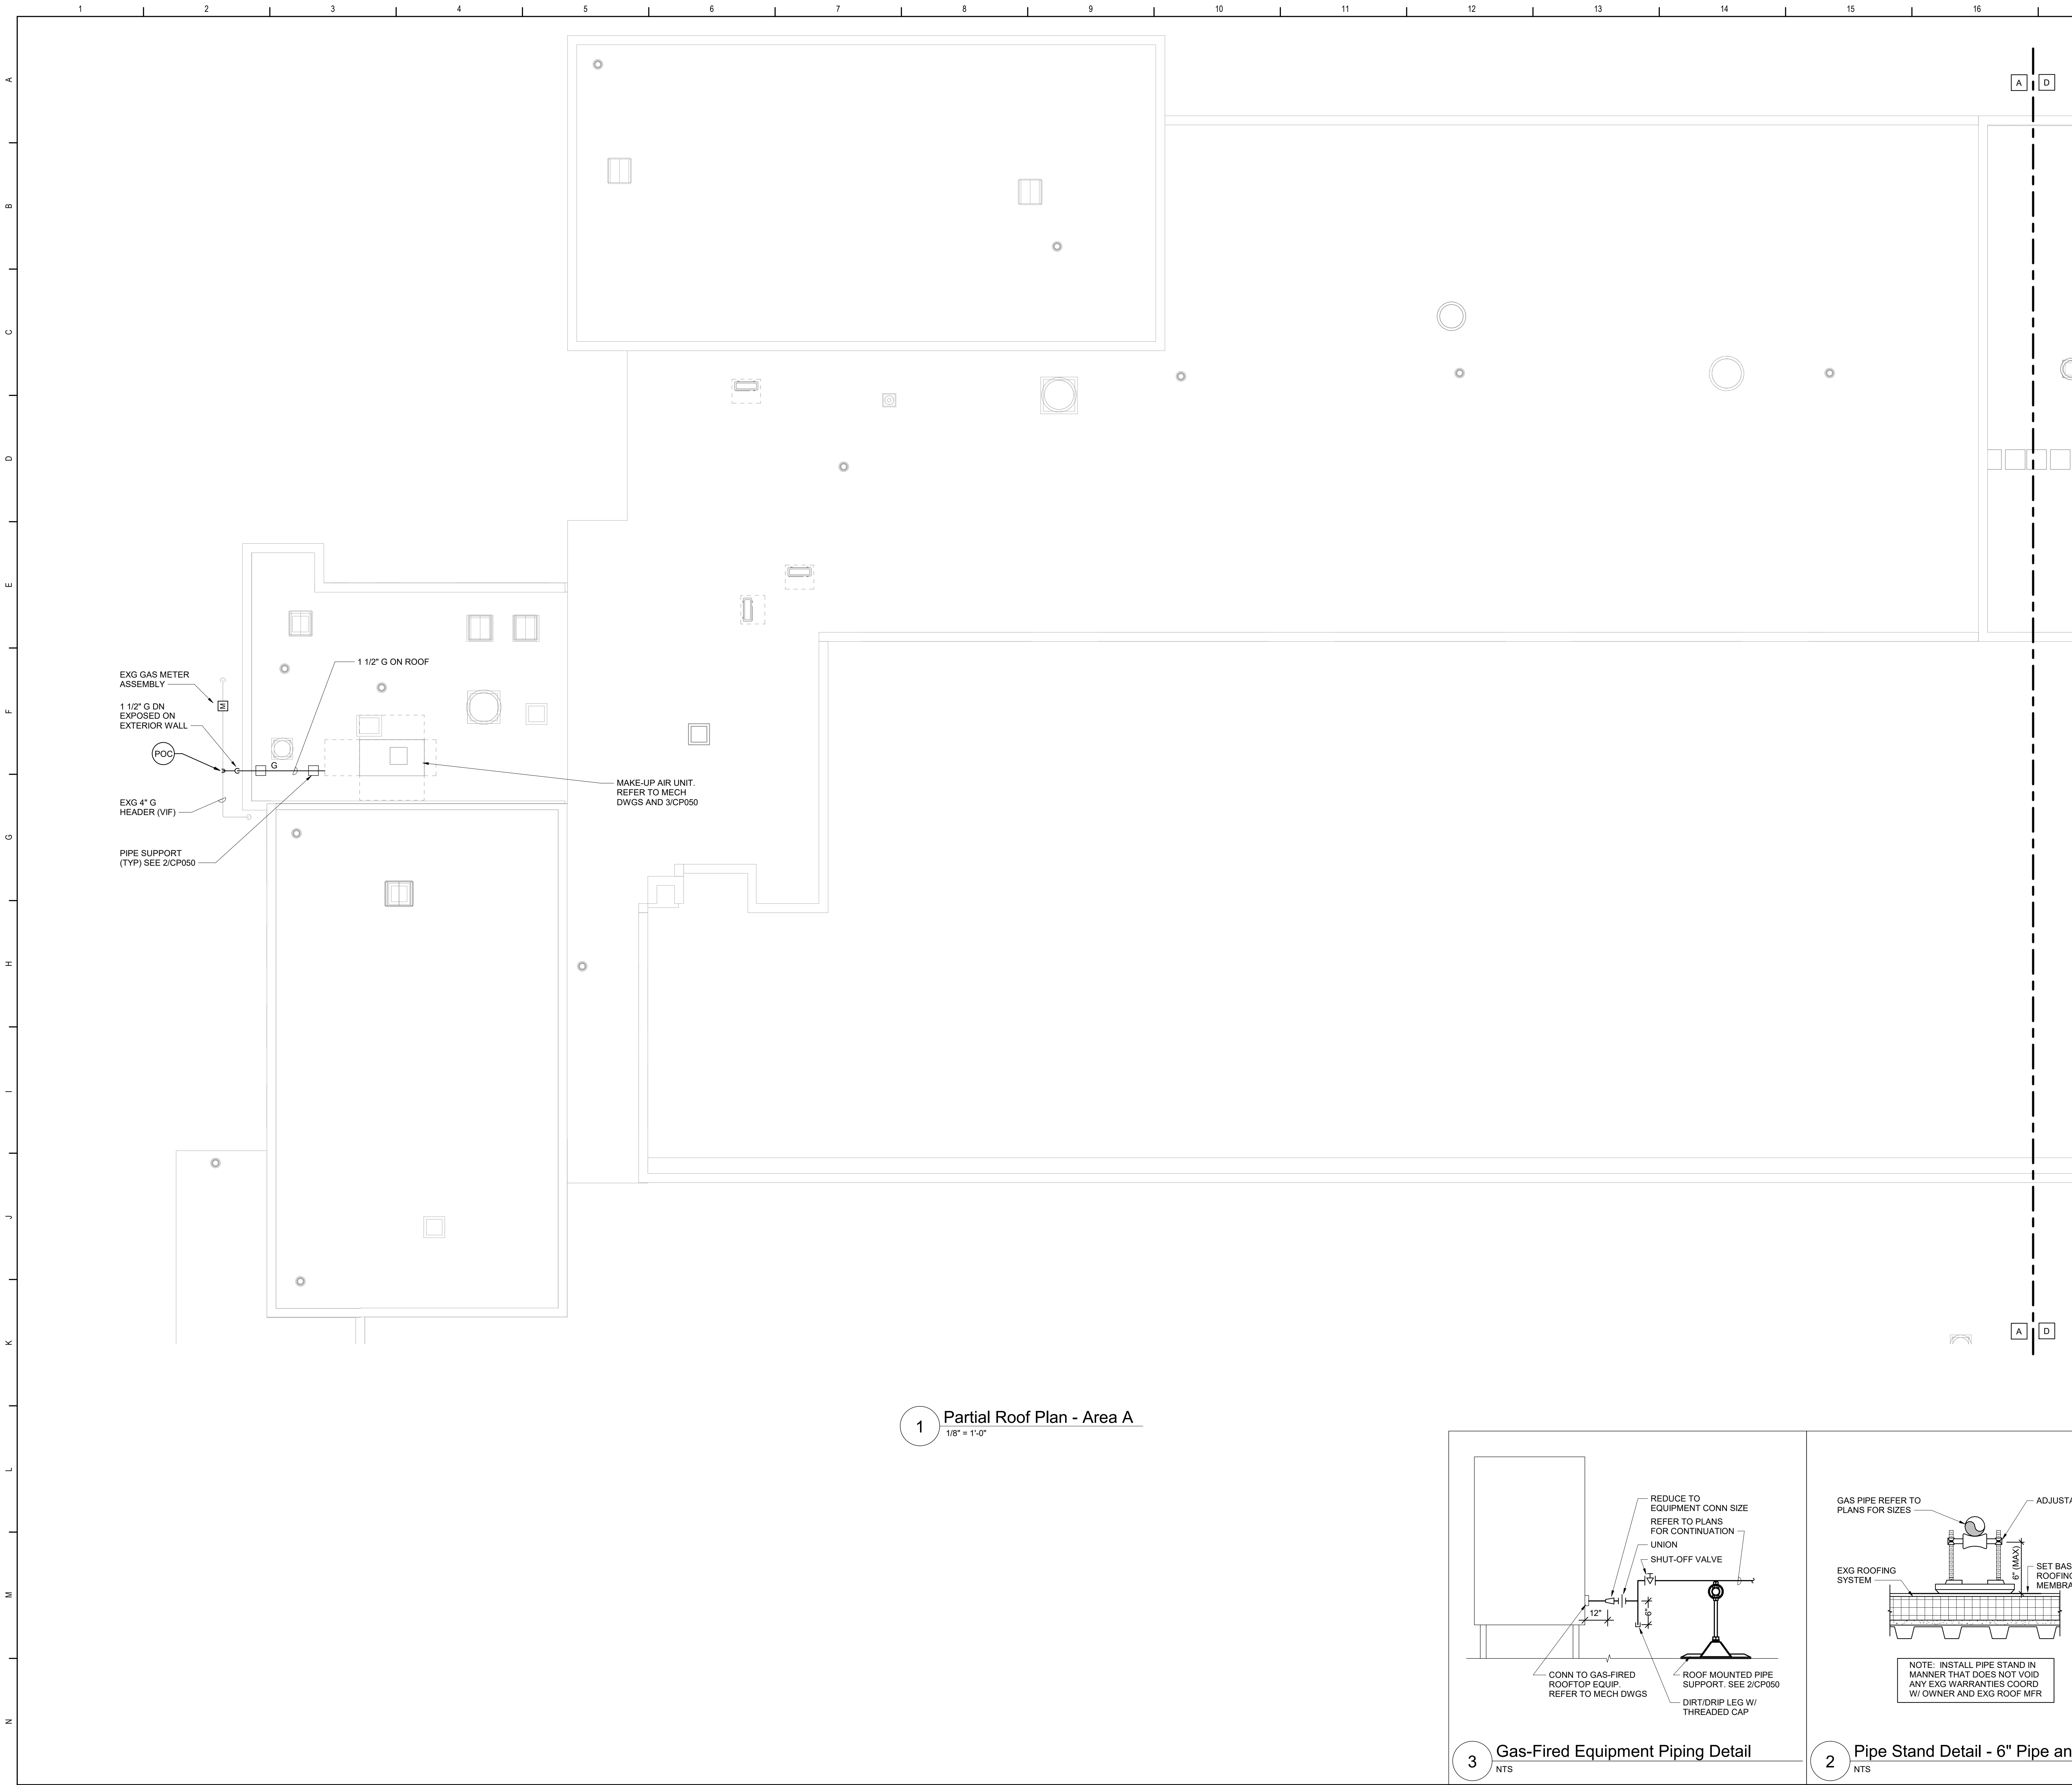 1 2 3 4 5 6 7 8 9 10 11 12 13 14 15 16
A
B
C
D
E
F
G
H
I
J
K
L
M
N
A D
1 1/2" G ON ROOF
EXG GAS METER
ASSEMBLY
M
1 1/2" G DN
EXPOSED ON
EXTERIOR WALL
POC
G
EXG 4" G
HEADER (VIF)
PIPE SUPPORT
(TYP) SEE 2/CP050
MAKE-UP AIR UNIT.
REFER TO MECH
DWGS AND 3/CP050
A D
1
Partial Roof Plan - Area A
1/8" = 1'-0"
REDUCE TO
EQUIPMENT CONN SIZE
REFER TO PLANS
FOR CONTINUATION
UNION
SHUT-OFF VALVE
12"
6"
CONN TO GAS-FIRED
ROOFTOP EQUIP.
REFER TO MECH DWGS
ROOF MOUNTED PIPE
SUPPORT. SEE 2/CP050
DIRT/DRIP LEG W/
THREADED CAP
3
Gas-Fired Equipment Piping Detail
NTS
GAS PIPE REFER TO
PLANS FOR SIZES
EXG ROOFING
SYSTEM
6" (MAX)
SET BAS
ROOFING
MEMBRA
ADJUSTA
NOTE: INSTALL PIPE STAND IN
MANNER THAT DOES NOT VOID
ANY EXG WARRANTIES COORD
W/ OWNER AND EXG ROOF MFR
2
Pipe Stand Detail - 6" Pipe an
NTS